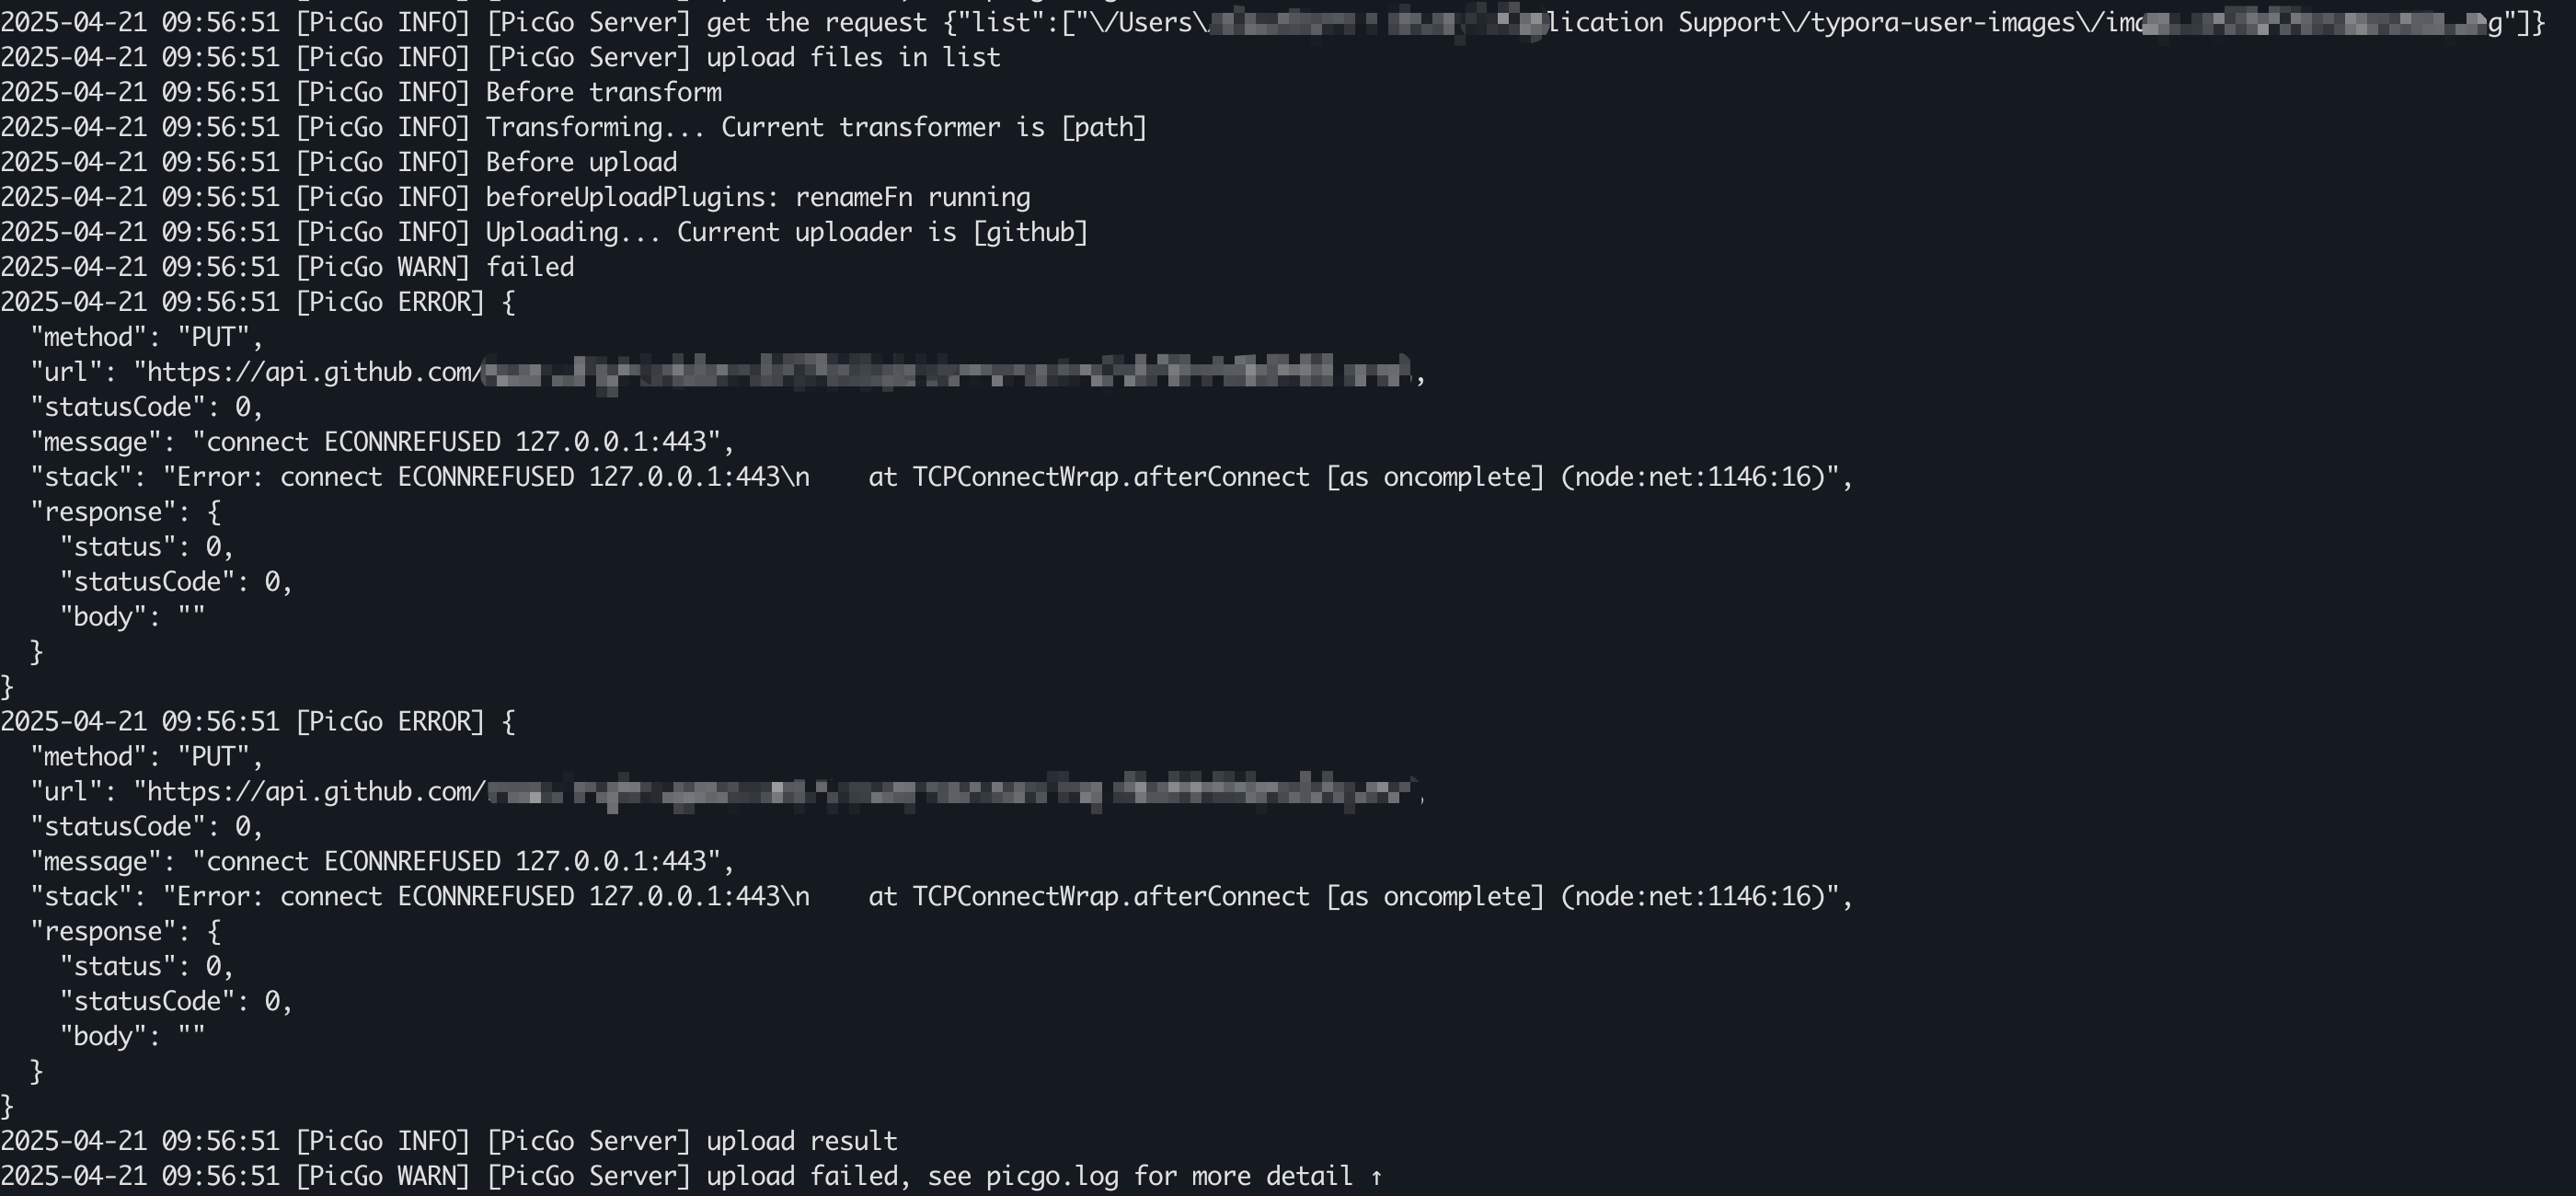 2025-04-21 09:56:51 [PicGo INFO] [PicGo Server] get the request {"list":["\/Users\/lication Support\/typora-user-images\/imag"]}
2025-04-21 09:56:51 [PicGo INFO] [PicGo Server] upload files in list
2025-04-21 09:56:51 [PicGo INFO] Before transform
2025-04-21 09:56:51 [PicGo INFO] Transforming... Current transformer is [path]
2025-04-21 09:56:51 [PicGo INFO] Before upload
2025-04-21 09:56:51 [PicGo INFO] beforeUploadPlugins: renameFn running
2025-04-21 09:56:51 [PicGo INFO] Uploading... Current uploader is [github]
2025-04-21 09:56:51 [PicGo WARN] failed
2025-04-21 09:56:51 [PicGo ERROR] {
  "method": "PUT",
  "url": "https://api.github.com/ ,
  "statusCode": 0,
  "message": "connect ECONNREFUSED 127.0.0.1:443",
  "stack": "Error: connect ECONNREFUSED 127.0.0.1:443\n    at TCPConnectWrap.afterConnect [as oncomplete] (node:net:1146:16)",
  "response": {
    "status": 0,
    "statusCode": 0,
    "body": ""
  }
}
2025-04-21 09:56:51 [PicGo ERROR] {
  "method": "PUT",
  "url": "https://api.github.com/ ,
  "statusCode": 0,
  "message": "connect ECONNREFUSED 127.0.0.1:443",
  "stack": "Error: connect ECONNREFUSED 127.0.0.1:443\n    at TCPConnectWrap.afterConnect [as oncomplete] (node:net:1146:16)",
  "response": {
    "status": 0,
    "statusCode": 0,
    "body": ""
  }
}
2025-04-21 09:56:51 [PicGo INFO] [PicGo Server] upload result
2025-04-21 09:56:51 [PicGo WARN] [PicGo Server] upload failed, see picgo.log for more detail ↑